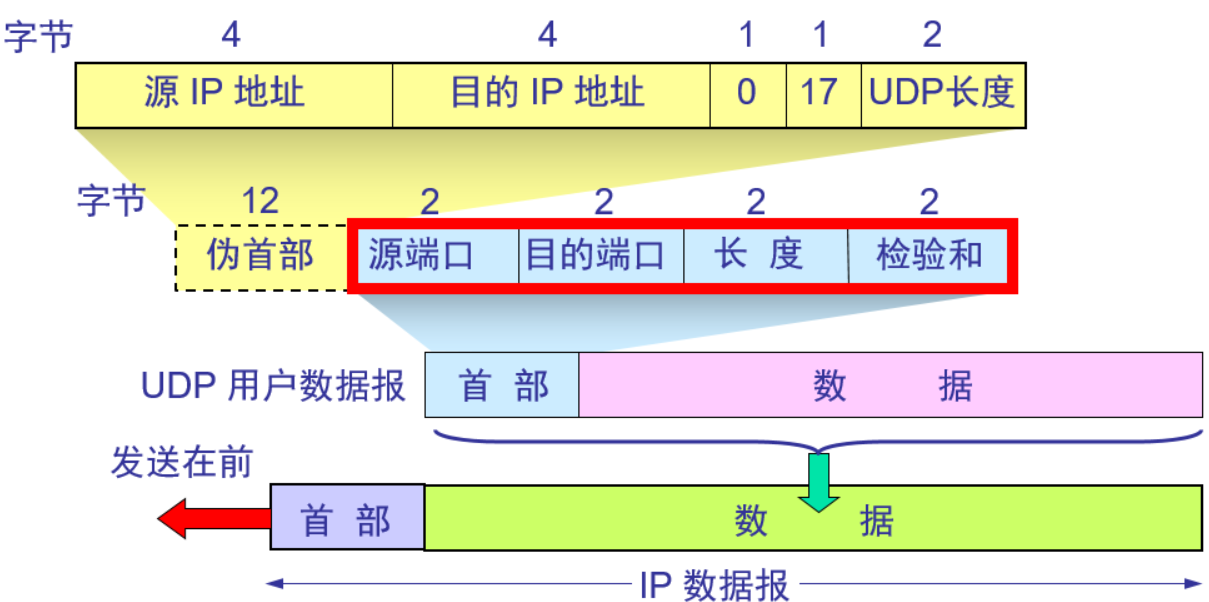 字节 4 4 1 1 2
源 IP 地址 目的 IP 地址 0 17 UDP长度
字节 12 2 2 2 2
伪首部 源端口 目的端口 长 度 检验和
UDP 用户数据报 首 部 数 据
发送在前
首 部 数 据
IP 数据报